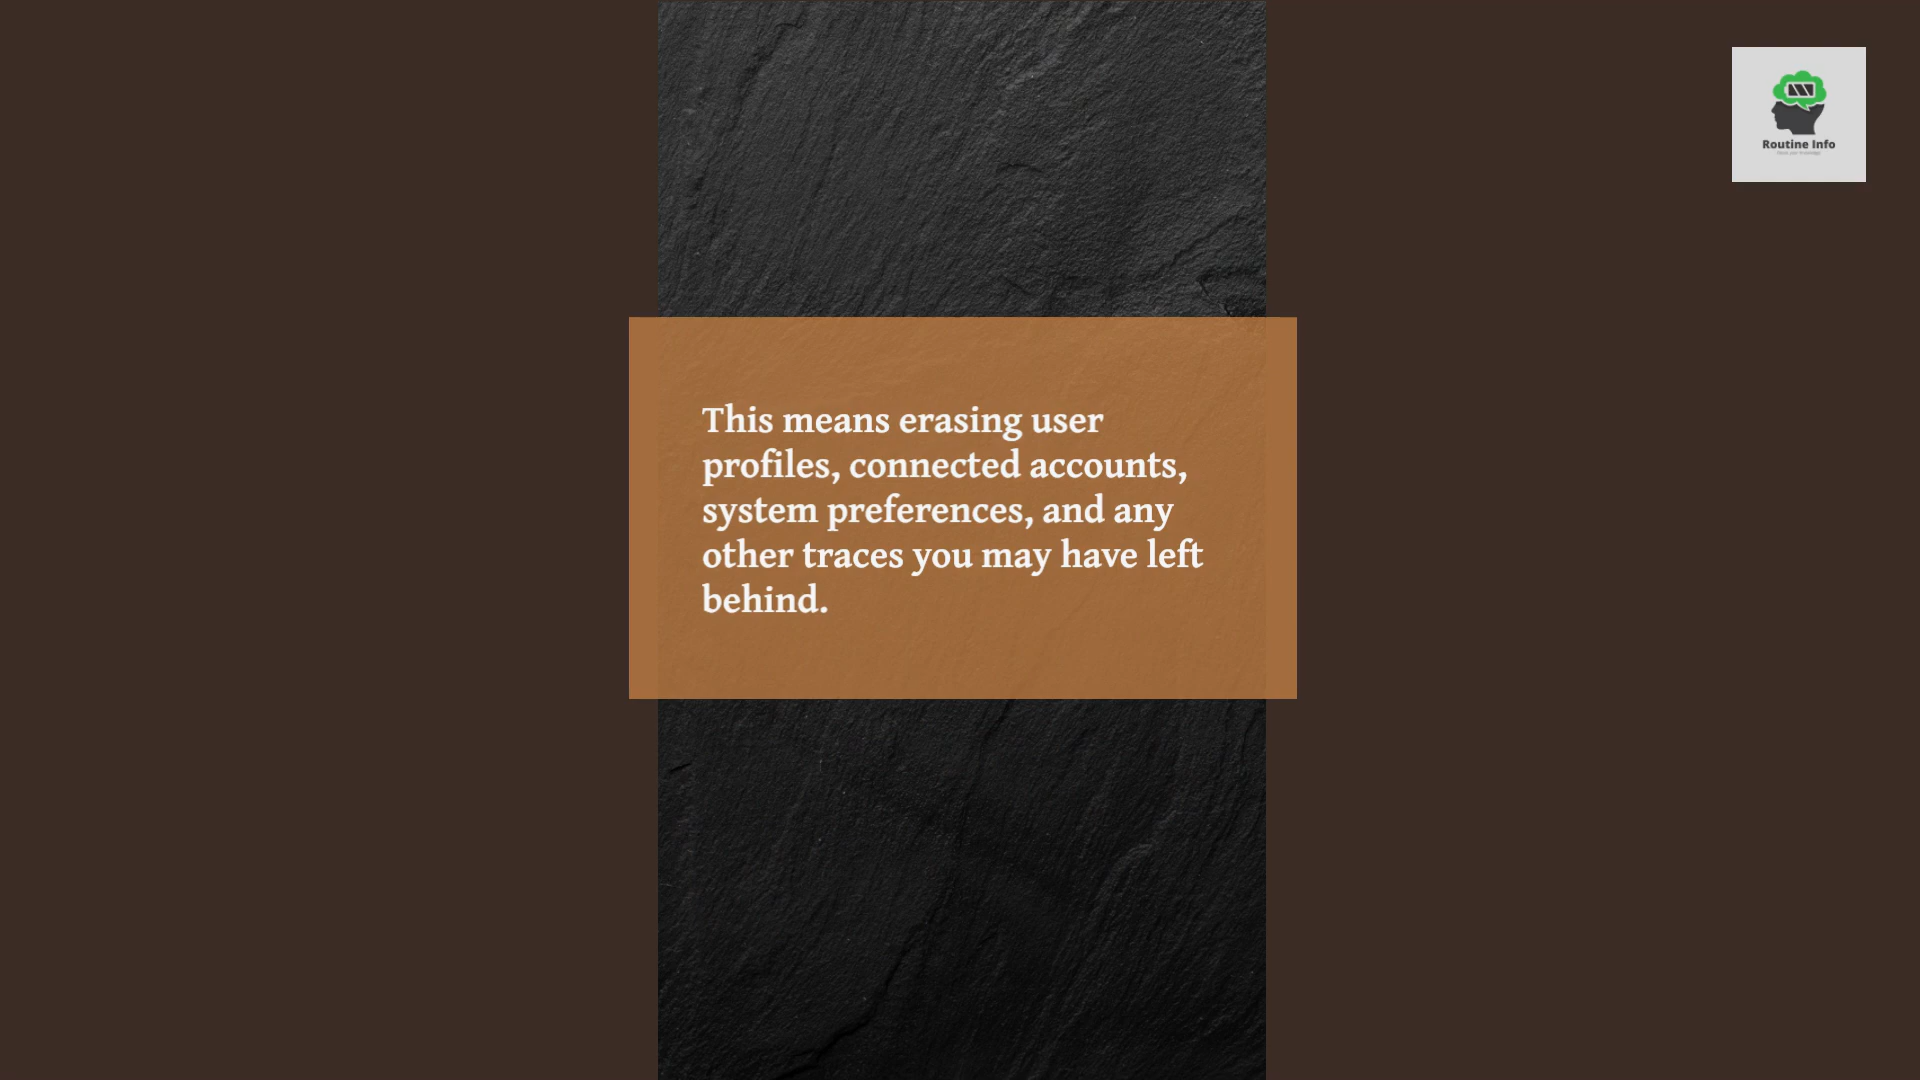 Routine Info
This means erasing user
profiles, connected accounts,
system preferences, and any
other traces you may have left
behind.